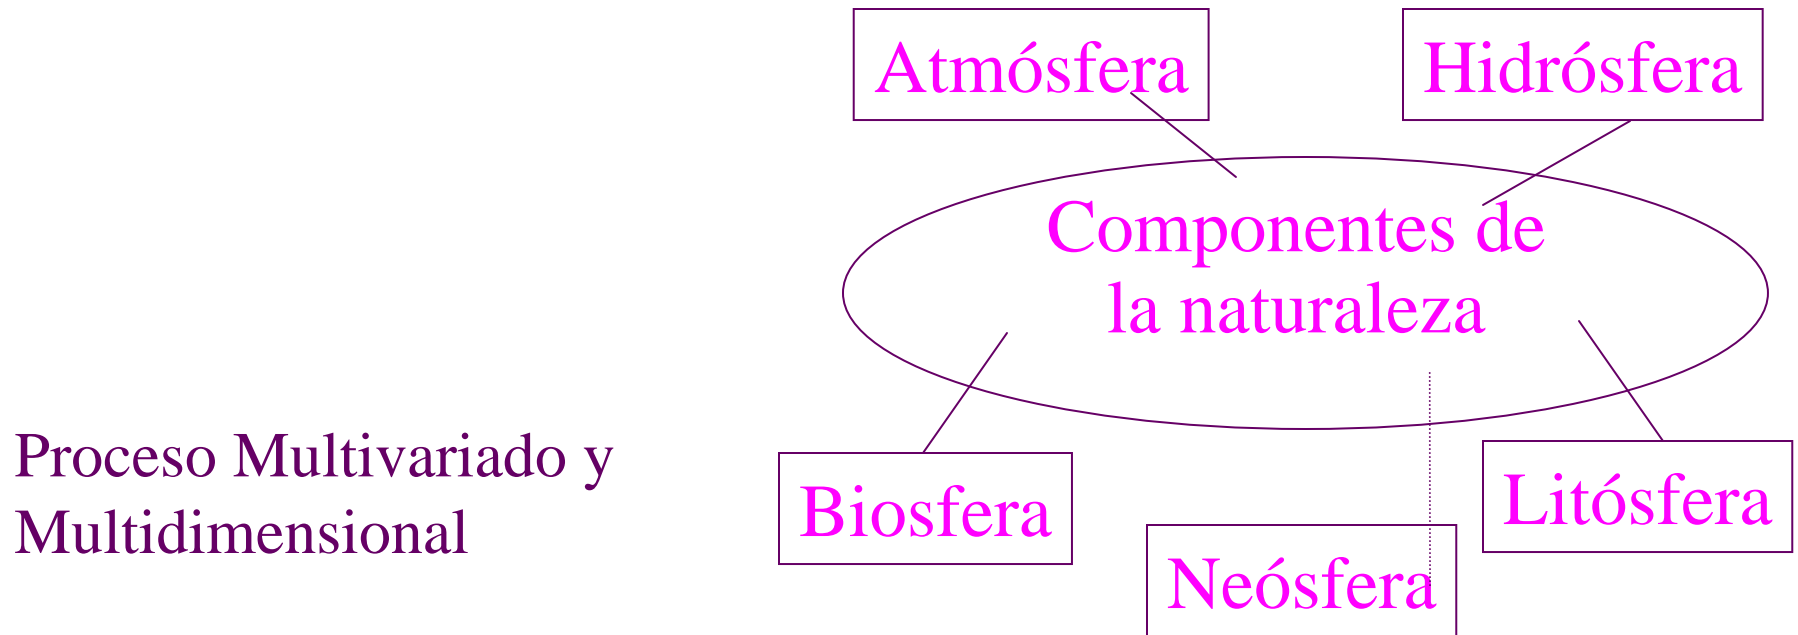 Atmósfera
Hidrósfera
Componentes de
la naturaleza
Proceso Multivariado y
Multidimensional
Biosfera
Litósfera
Neósfera